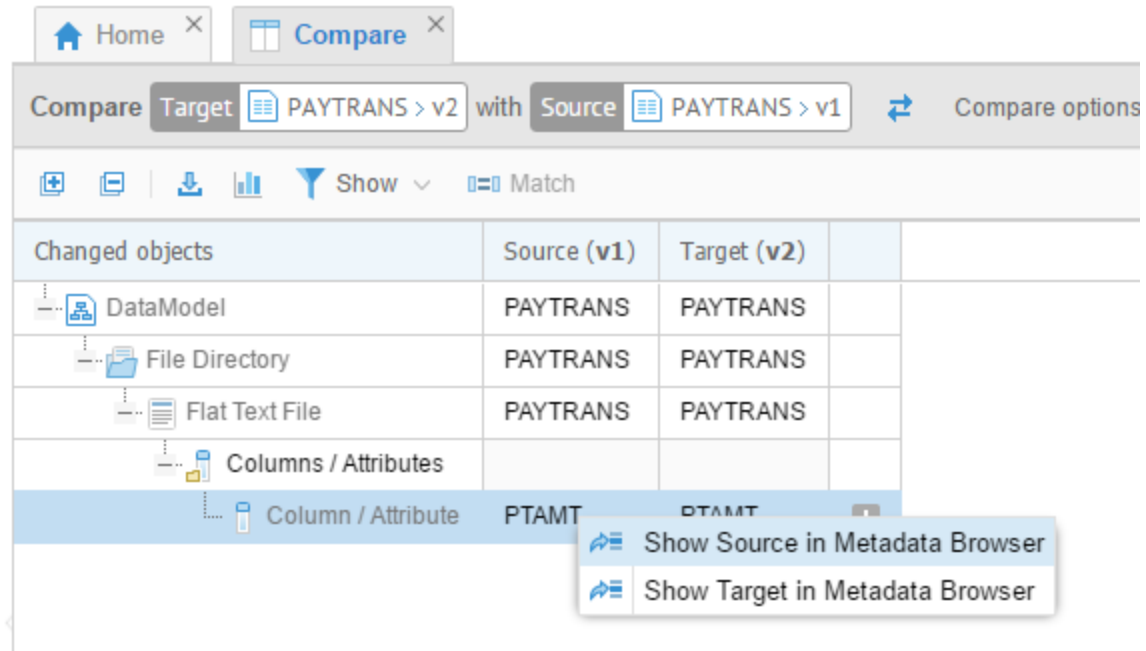 Home Compare
Compare Target PAYTRANS > v2 with Source PAYTRANS > v1 Compare options
Show Match
Changed objects Source (v1) Target (v2)
DataModel PAYTRANS PAYTRANS
File Directory PAYTRANS PAYTRANS
Flat Text File PAYTRANS PAYTRANS
Columns / Attributes
Column / Attribute PTAMT PTAMT
Show Source in Metadata Browser
Show Target in Metadata Browser